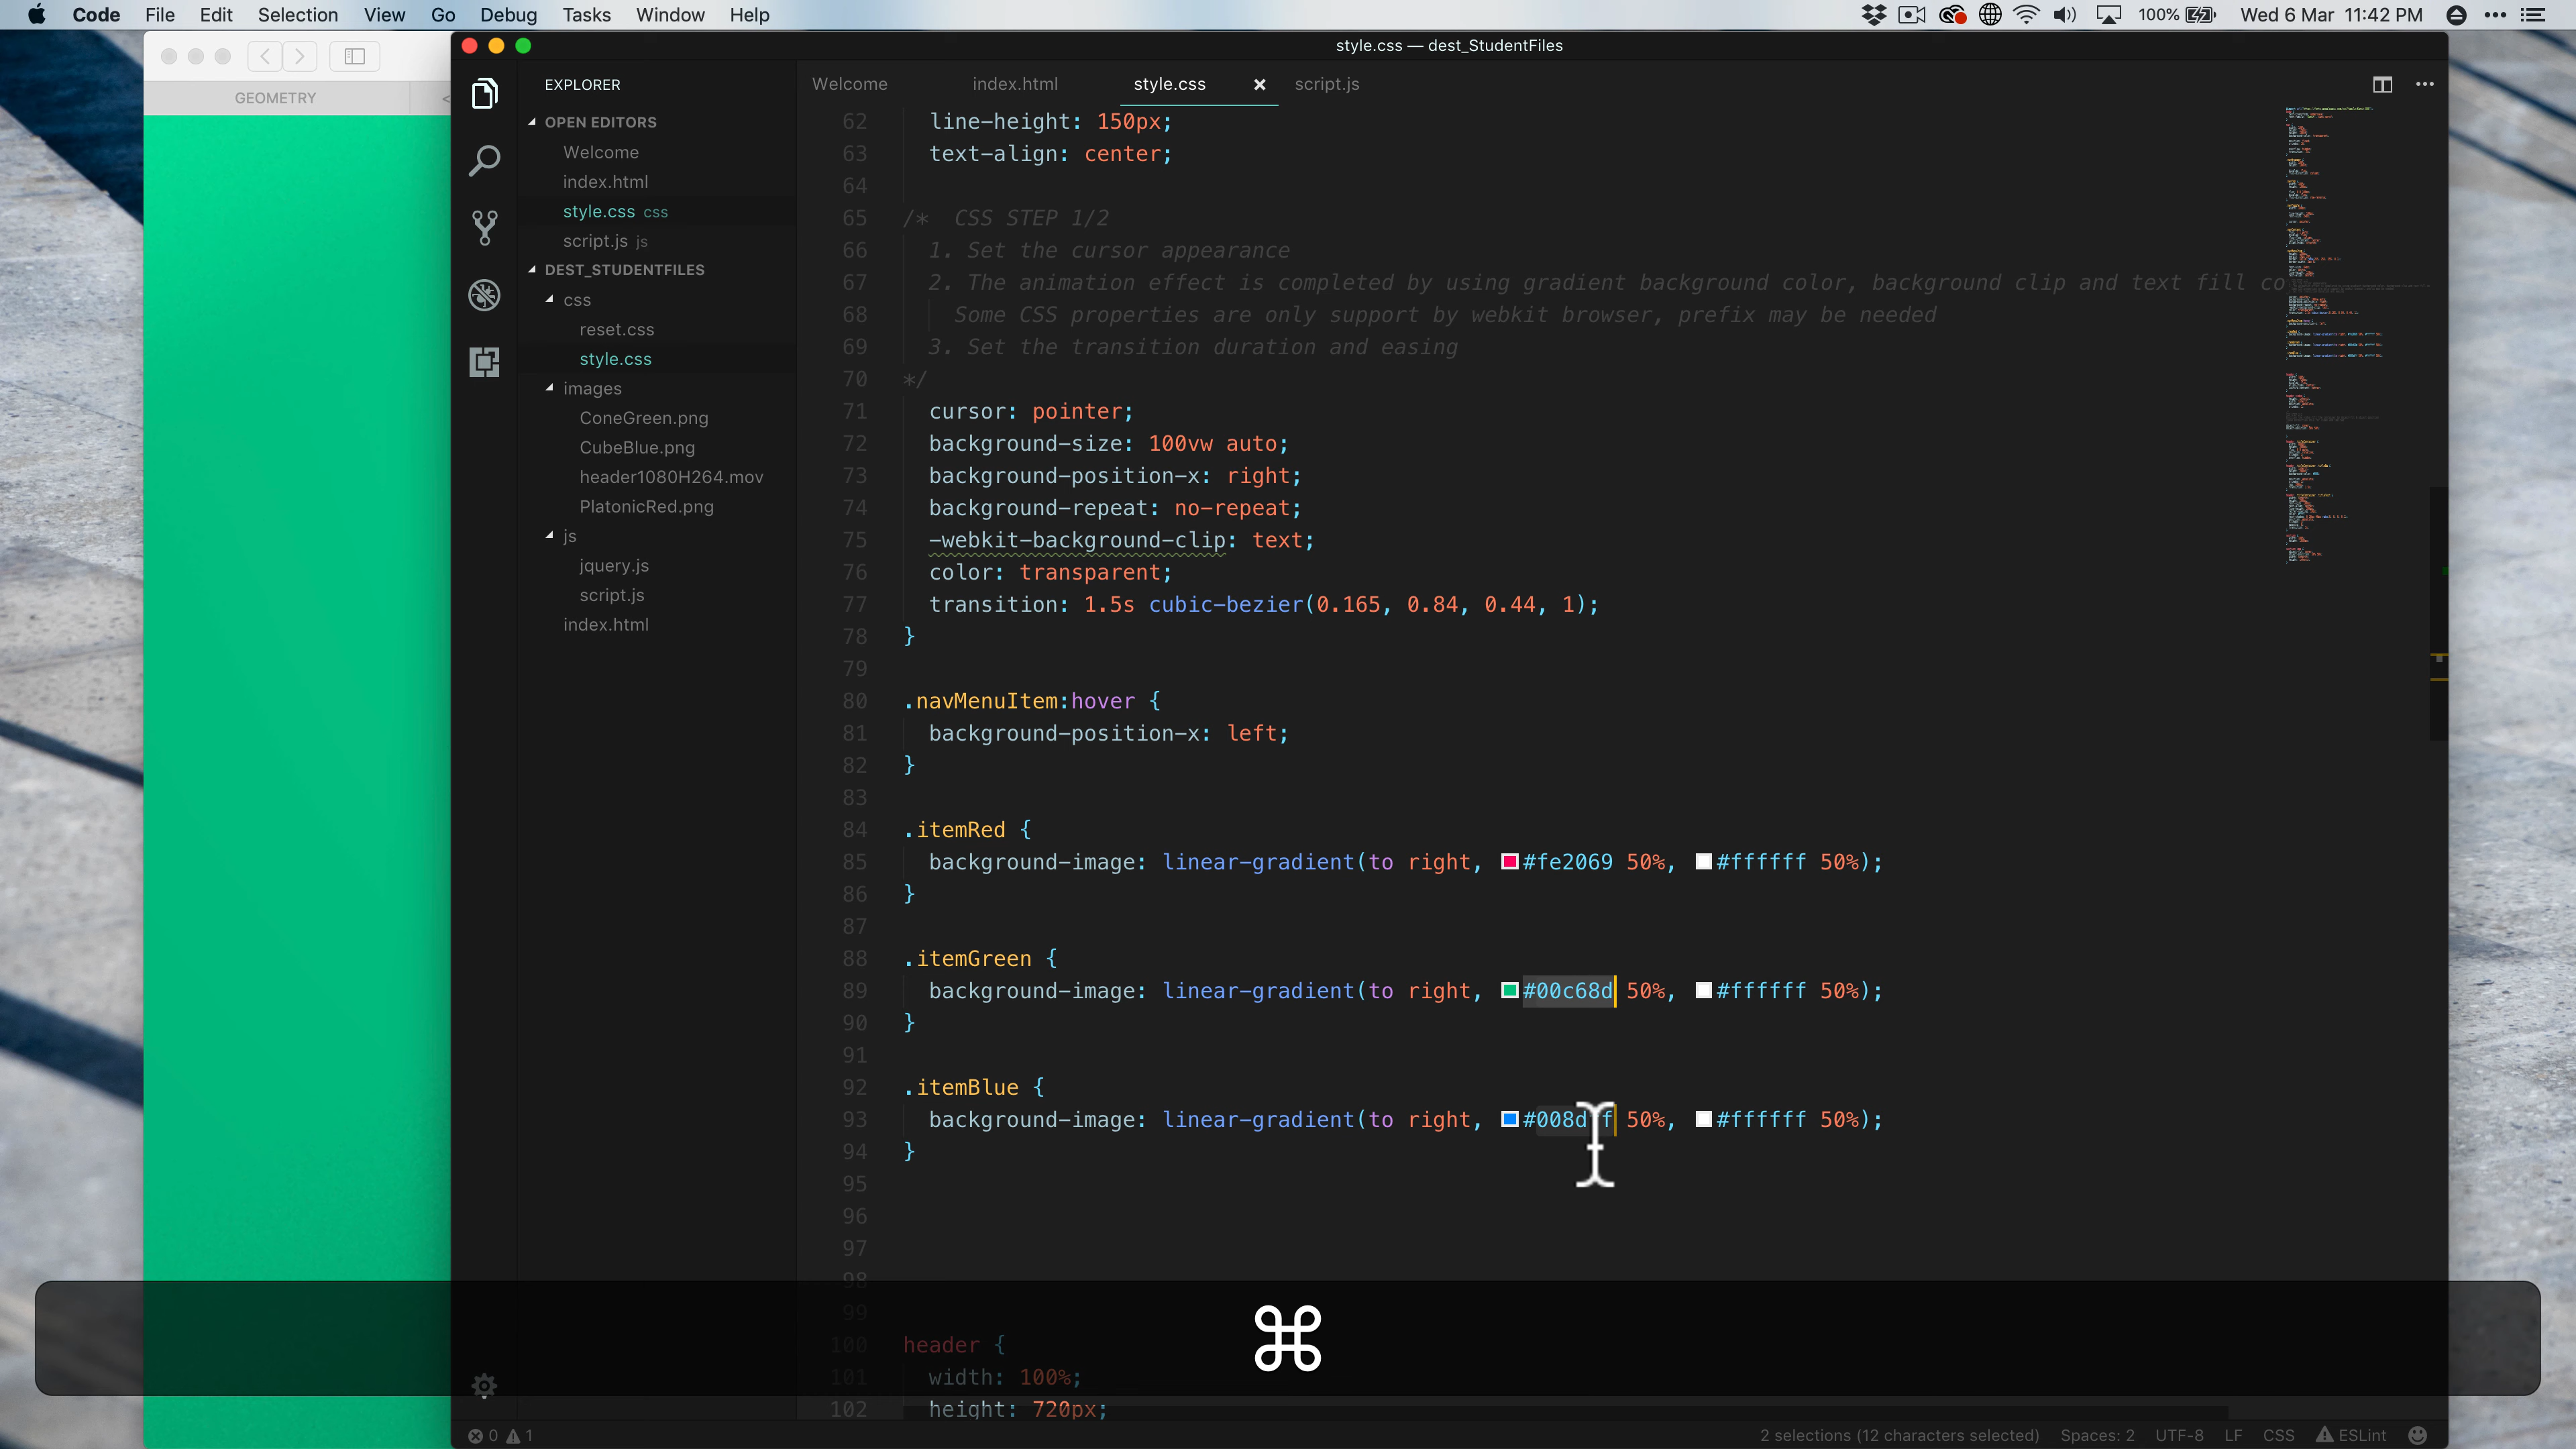 Code File Edit Selection View Go Debug Tasks Window Help
100% Wed 6 Mar 11:42 PM
style.css — dest_StudentFiles
GEOMETRY
EXPLORER
OPEN EDITORS
Welcome
index.html
style.css css
script.js js
DEST_STUDENTFILES
css
reset.css
style.css
images
ConeGreen.png
CubeBlue.png
header1080H264.mov
PlatonicRed.png
js
jquery.js
script.js
index.html
Welcome index.html style.css script.js
62 line-height: 150px;
63 text-align: center;
64
65 /* CSS STEP 1/2
66 1. Set the cursor appearance
67 2. The animation effect is completed by using gradient background color, background clip and text fill co
68 Some CSS properties are only support by webkit browser, prefix may be needed
69 3. Set the transition duration and easing
70 */
71 cursor: pointer;
72 background-size: 100vw auto;
73 background-position-x: right;
74 background-repeat: no-repeat;
75 -webkit-background-clip: text;
76 color: transparent;
77 transition: 1.5s cubic-bezier(0.165, 0.84, 0.44, 1);
78 }
79
80 .navMenuItem:hover {
81 background-position-x: left;
82 }
83
84 .itemRed {
85 background-image: linear-gradient(to right, #fe2069 50%, #ffffff 50%);
86 }
87
88 .itemGreen {
89 background-image: linear-gradient(to right, #00c68d 50%, #ffffff 50%);
90 }
91
92 .itemBlue {
93 background-image: linear-gradient(to right, 50%, #ffffff 50%);
94 }
95
96
97
98
99
100 header {
101 width: 100%;
102 height: 720px;
0 1
2 selections (12 characters selected) Spaces: 2 UTF-8 LF CSS ESLint